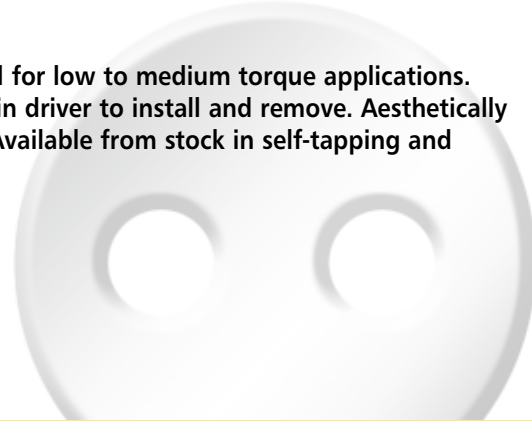 for low to medium torque applications.
in driver to install and remove. Aesthetically
Available from stock in self-tapping and